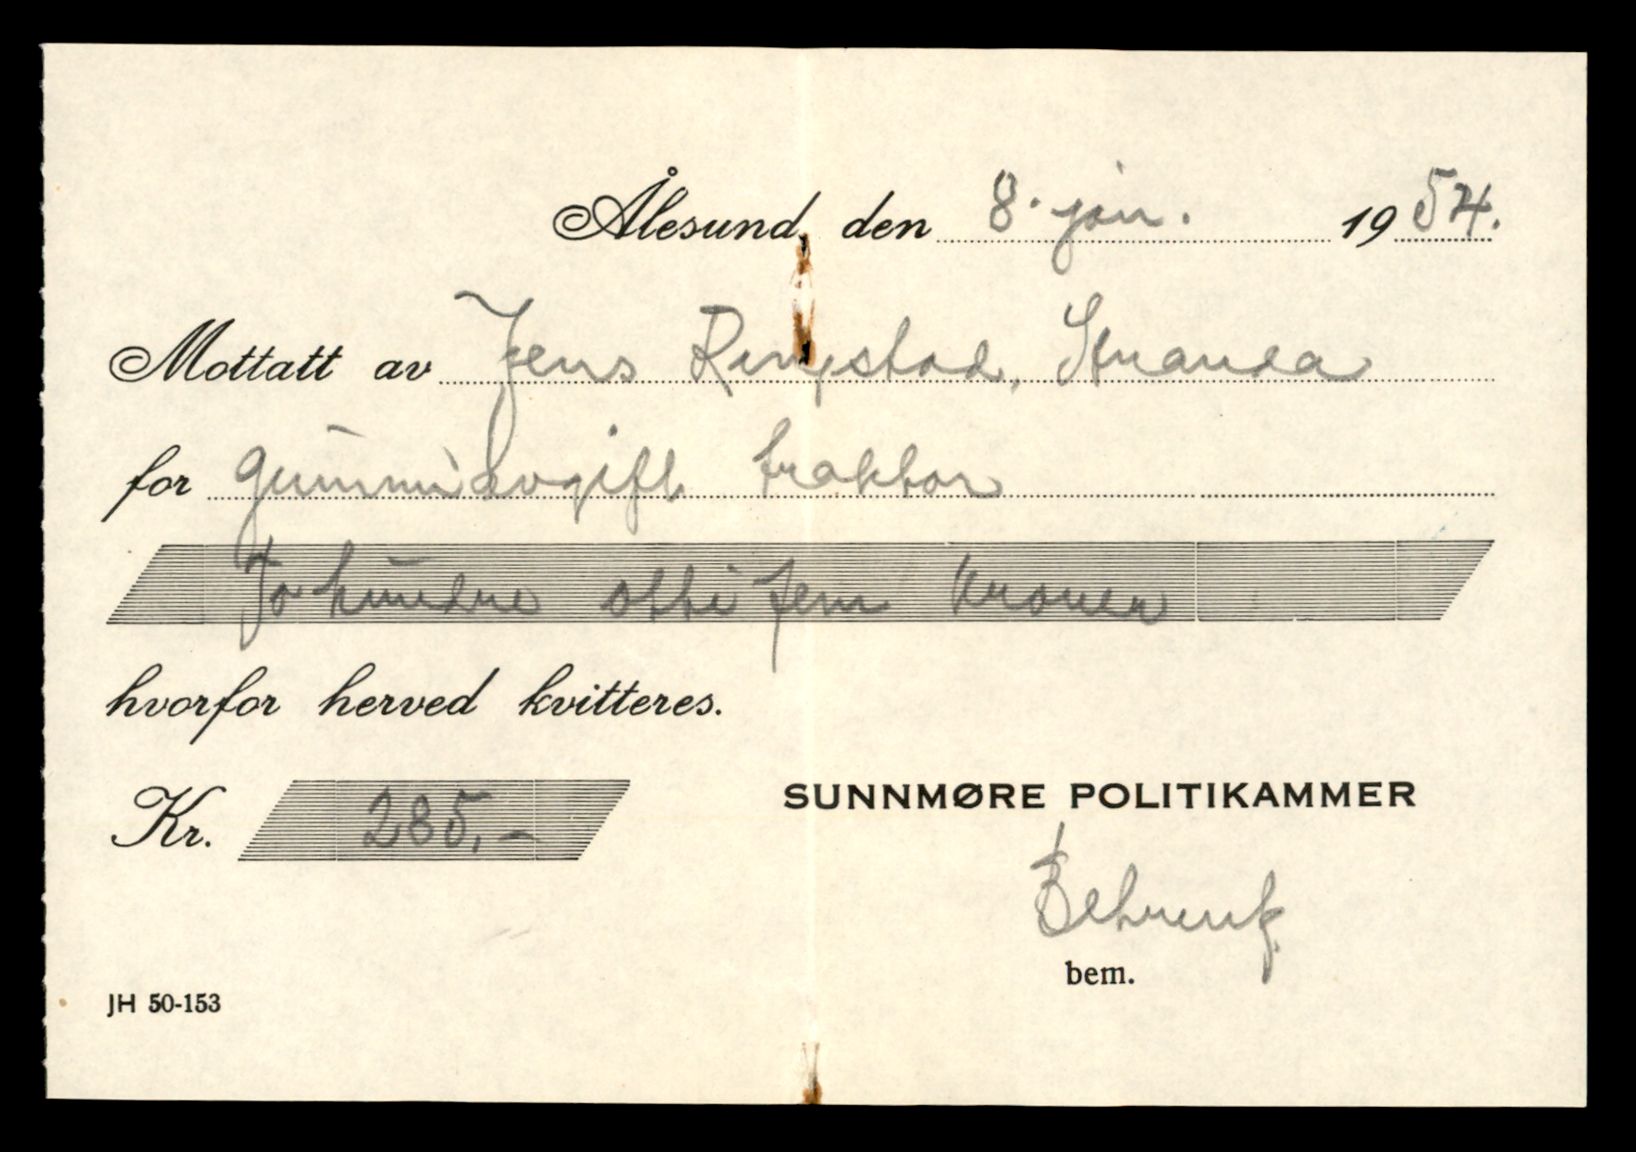 Ålesund, den 8. jan. 1954.
Mottatt av Jens Ringstad, Stranda
for gummiavgift traktor
To hundre otti fem kroner
hvorfor herved kvitteres.
Kr. 285,-
SUNNMØRE POLITIKAMMER
bem.
JH 50-153